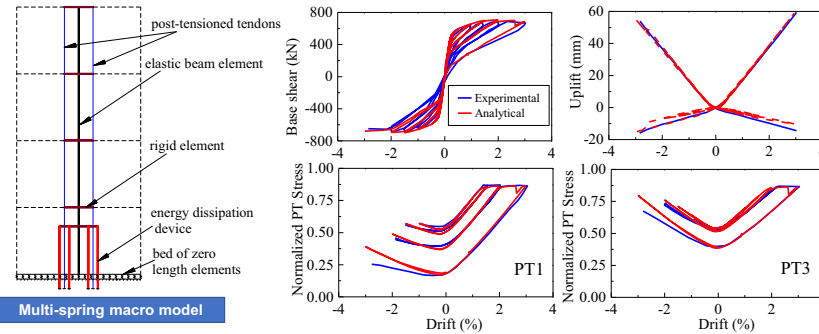 post-tensioned tendons
elastic beam element
rigid element
energy dissipation
device
bed of zero
length elements
Multi-spring macro model
Base shear (kN)
800
400
0
-400
-800
-4
-2
0
2
4
Experimental
Analytical
Uplift (mm)
60
40
20
0
-20
-4
-2
0
2
4
Normalized PT Stress
1.00
0.75
0.50
0.25
0.00
-4
-2
0
2
4
PT1
Drift (%)
Normalized PT Stress
1.00
0.75
0.50
0.25
0.00
-4
-2
0
2
4
PT3
Drift (%)